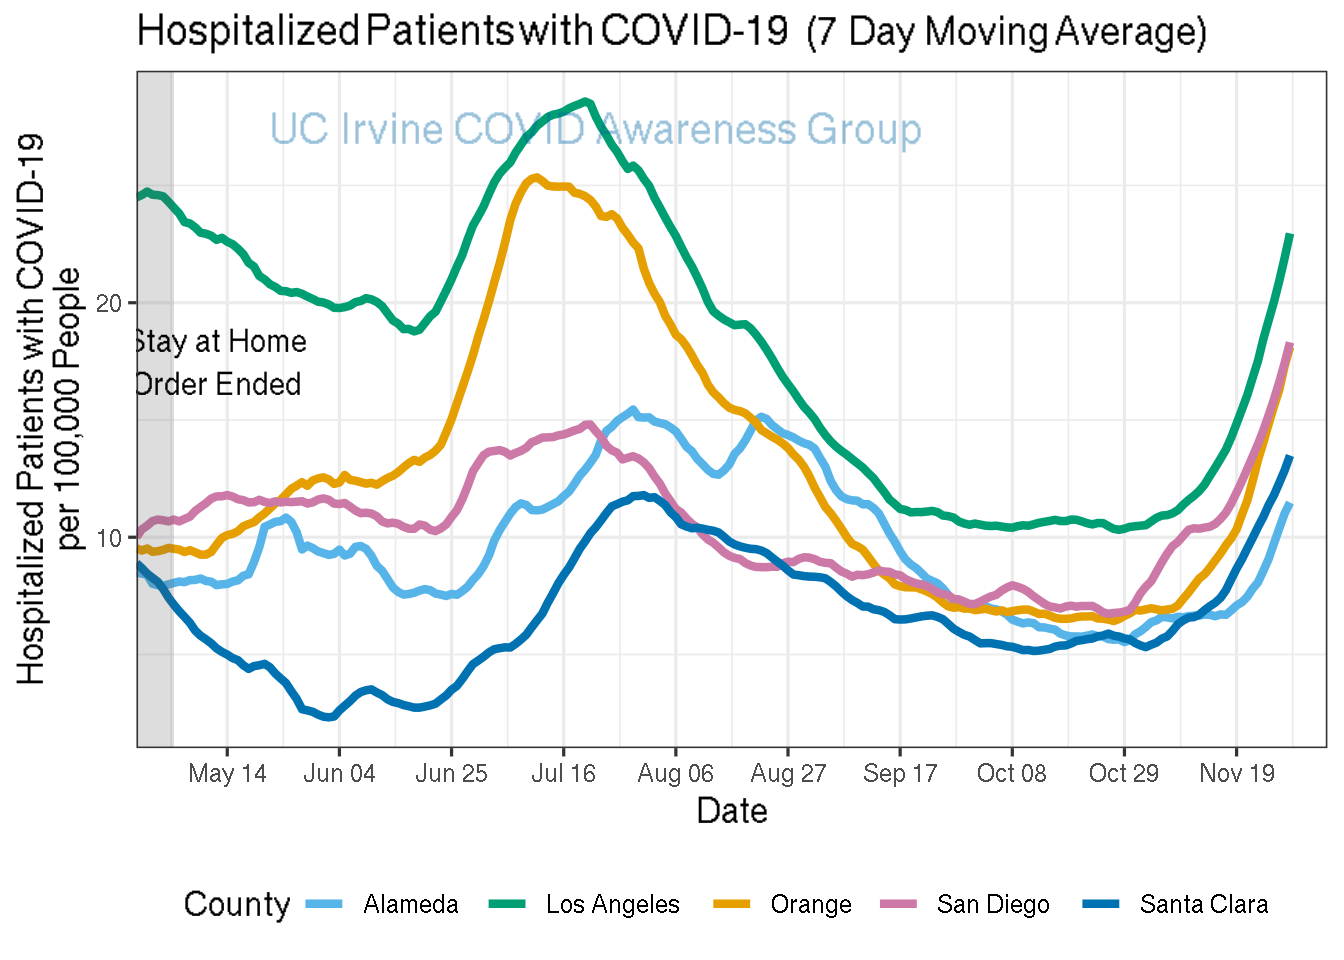 Hospitalized Patients with COVID-19 (7 Day Moving Average)
UC Irvine COVID Awareness Group
Hospitalized Patients with COVID-19
per 100,000 People
20
10
Stay at Home
Order Ended
May 14 Jun 04 Jun 25 Jul 16 Aug 06 Aug 27 Sep 17 Oct 08 Oct 29 Nov 19
Date
County Alameda Los Angeles Orange San Diego Santa Clara